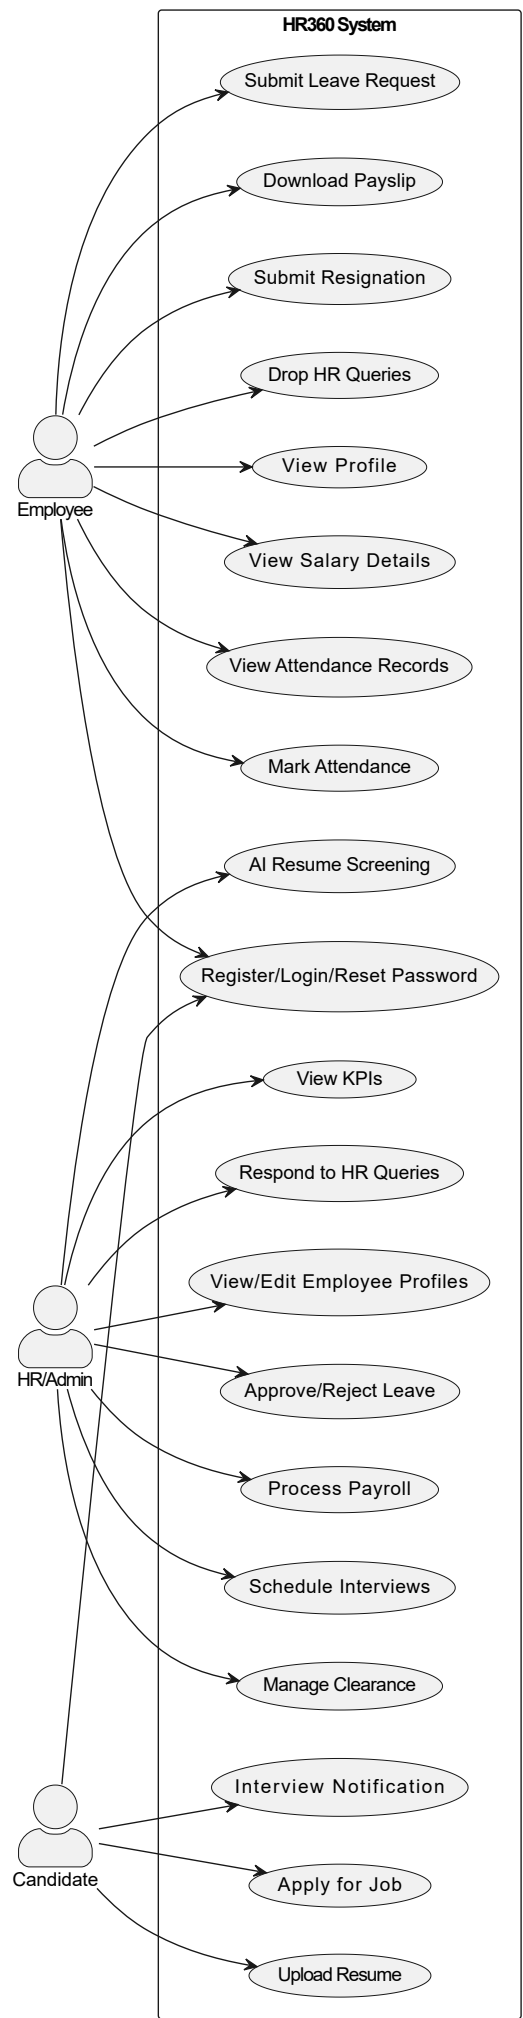 HR360 System
Submit Leave Request
Download Payslip
Submit Resignation
Drop HR Queries
View Profile
Employee
View Salary Details
View Attendance Records
Mark Attendance
AI Resume Screening
Register/Login/Reset Password
View KPIs
Respond to HR Queries
View/Edit Employee Profiles
HR/Admin
Approve/Reject Leave
Process Payroll
Schedule Interviews
Manage Clearance
Interview Notification
Candidate
Apply for Job
Upload Resume